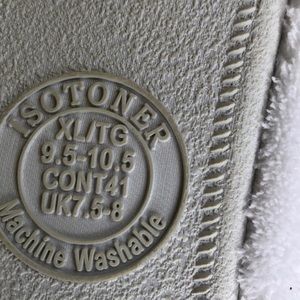 ISOTONER
XL/TG
9.5-10.5
CONT41
UK7.5-8
Machine Washable